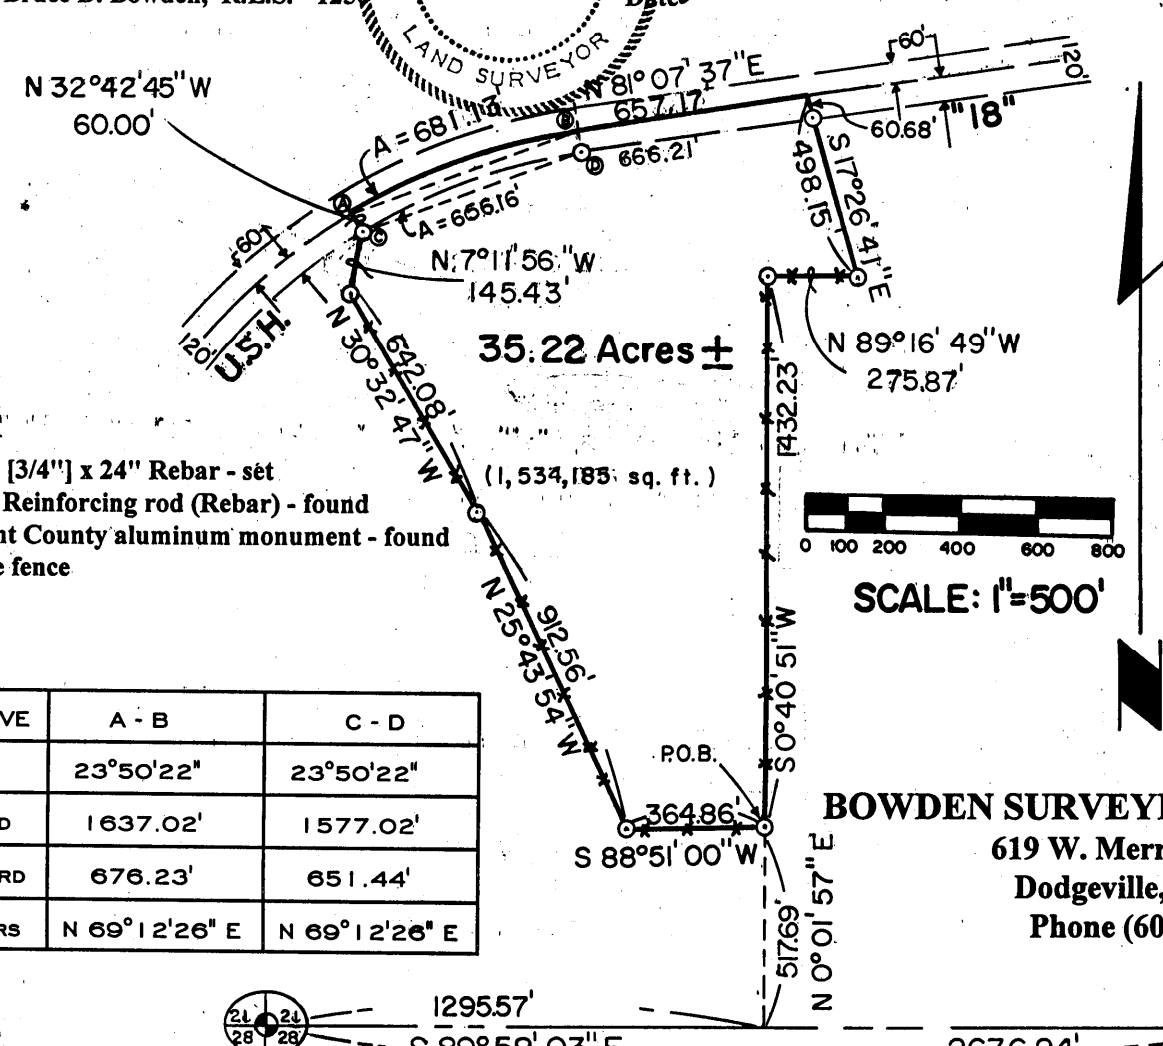 LAND SURVEYOR
N 32°42'45" W
60.00'
A = 681.13'
N 81° 07' 37" E
657.17'
60'
120'
"18"
60.68'
666.21'
A = 656.16'
S 17° 26' 41" E
498.15'
A
B
C
D
60'
120'
U.S.H.
N 7° 11' 56" W
145.43'
N 30° 32' 47" W
642.08'
35.22 Acres ±
(1,534,185 sq. ft.)
N 89° 16' 49" W
275.87'
1432.23'
S 0° 40' 51" W
[3/4"] x 24" Rebar - set
Reinforcing rod (Rebar) - found
County aluminum monument - found
fence
0 100 200 400 600 800
SCALE: 1"=500'
N 25° 43' 54" W
912.56'
P.O.B.
364.86'
S 88° 51' 00" W
A - B
C - D
23°50'22"
23°50'22"
1637.02'
1577.02'
676.23'
651.44'
N 69°12'26" E
N 69°12'26" E
BOWDEN
619 W.
Dodgeville,
Phone (60
517.69'
N 0° 01' 57" E
1295.57'
21 21
28 28